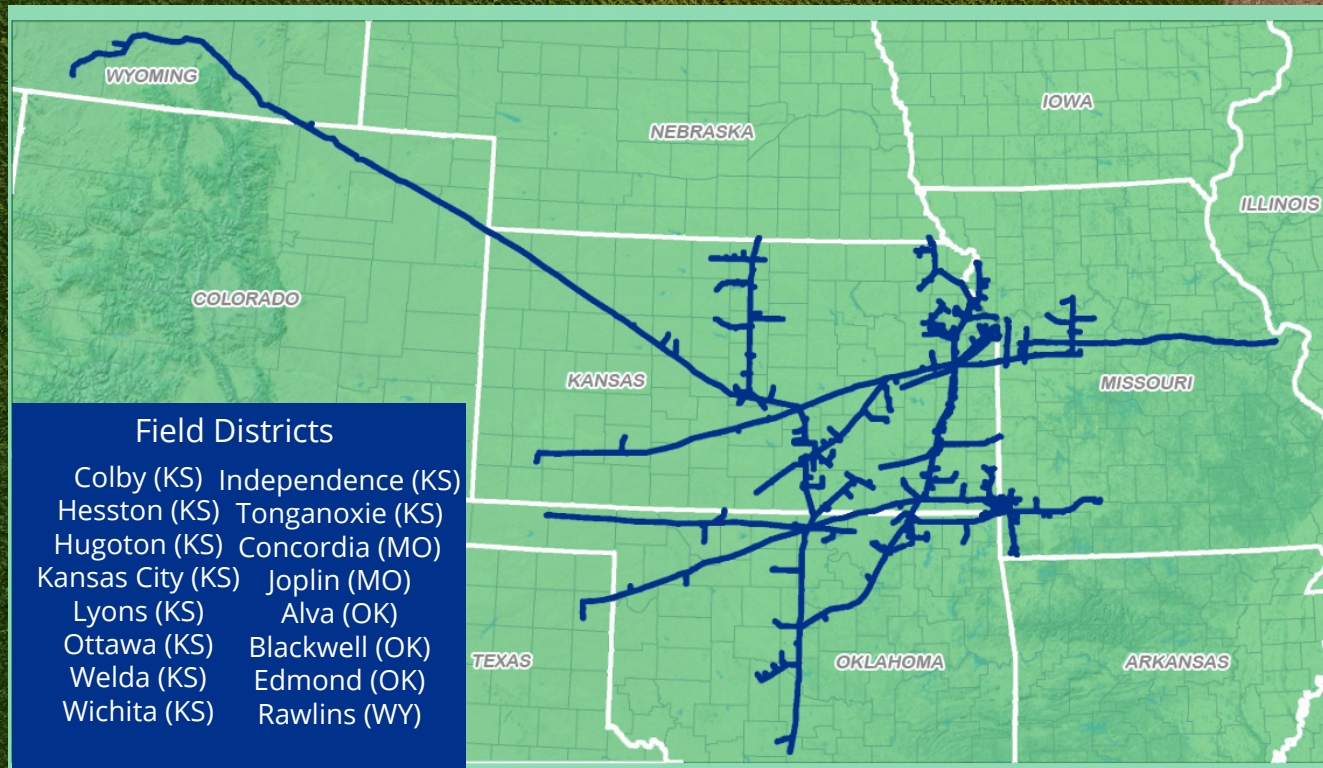 WYOMING
NEBRASKA
IOWA
ILLINOIS
COLORADO
KANSAS
MISSOURI
TEXAS
OKLAHOMA
ARKANSAS
Field Districts
Colby (KS)
Hesston (KS)
Hugoton (KS)
Kansas City (KS)
Lyons (KS)
Ottawa (KS)
Welda (KS)
Wichita (KS)
Independence (KS)
Tonganoxie (KS)
Concordia (MO)
Joplin (MO)
Alva (OK)
Blackwell (OK)
Edmond (OK)
Rawlins (WY)